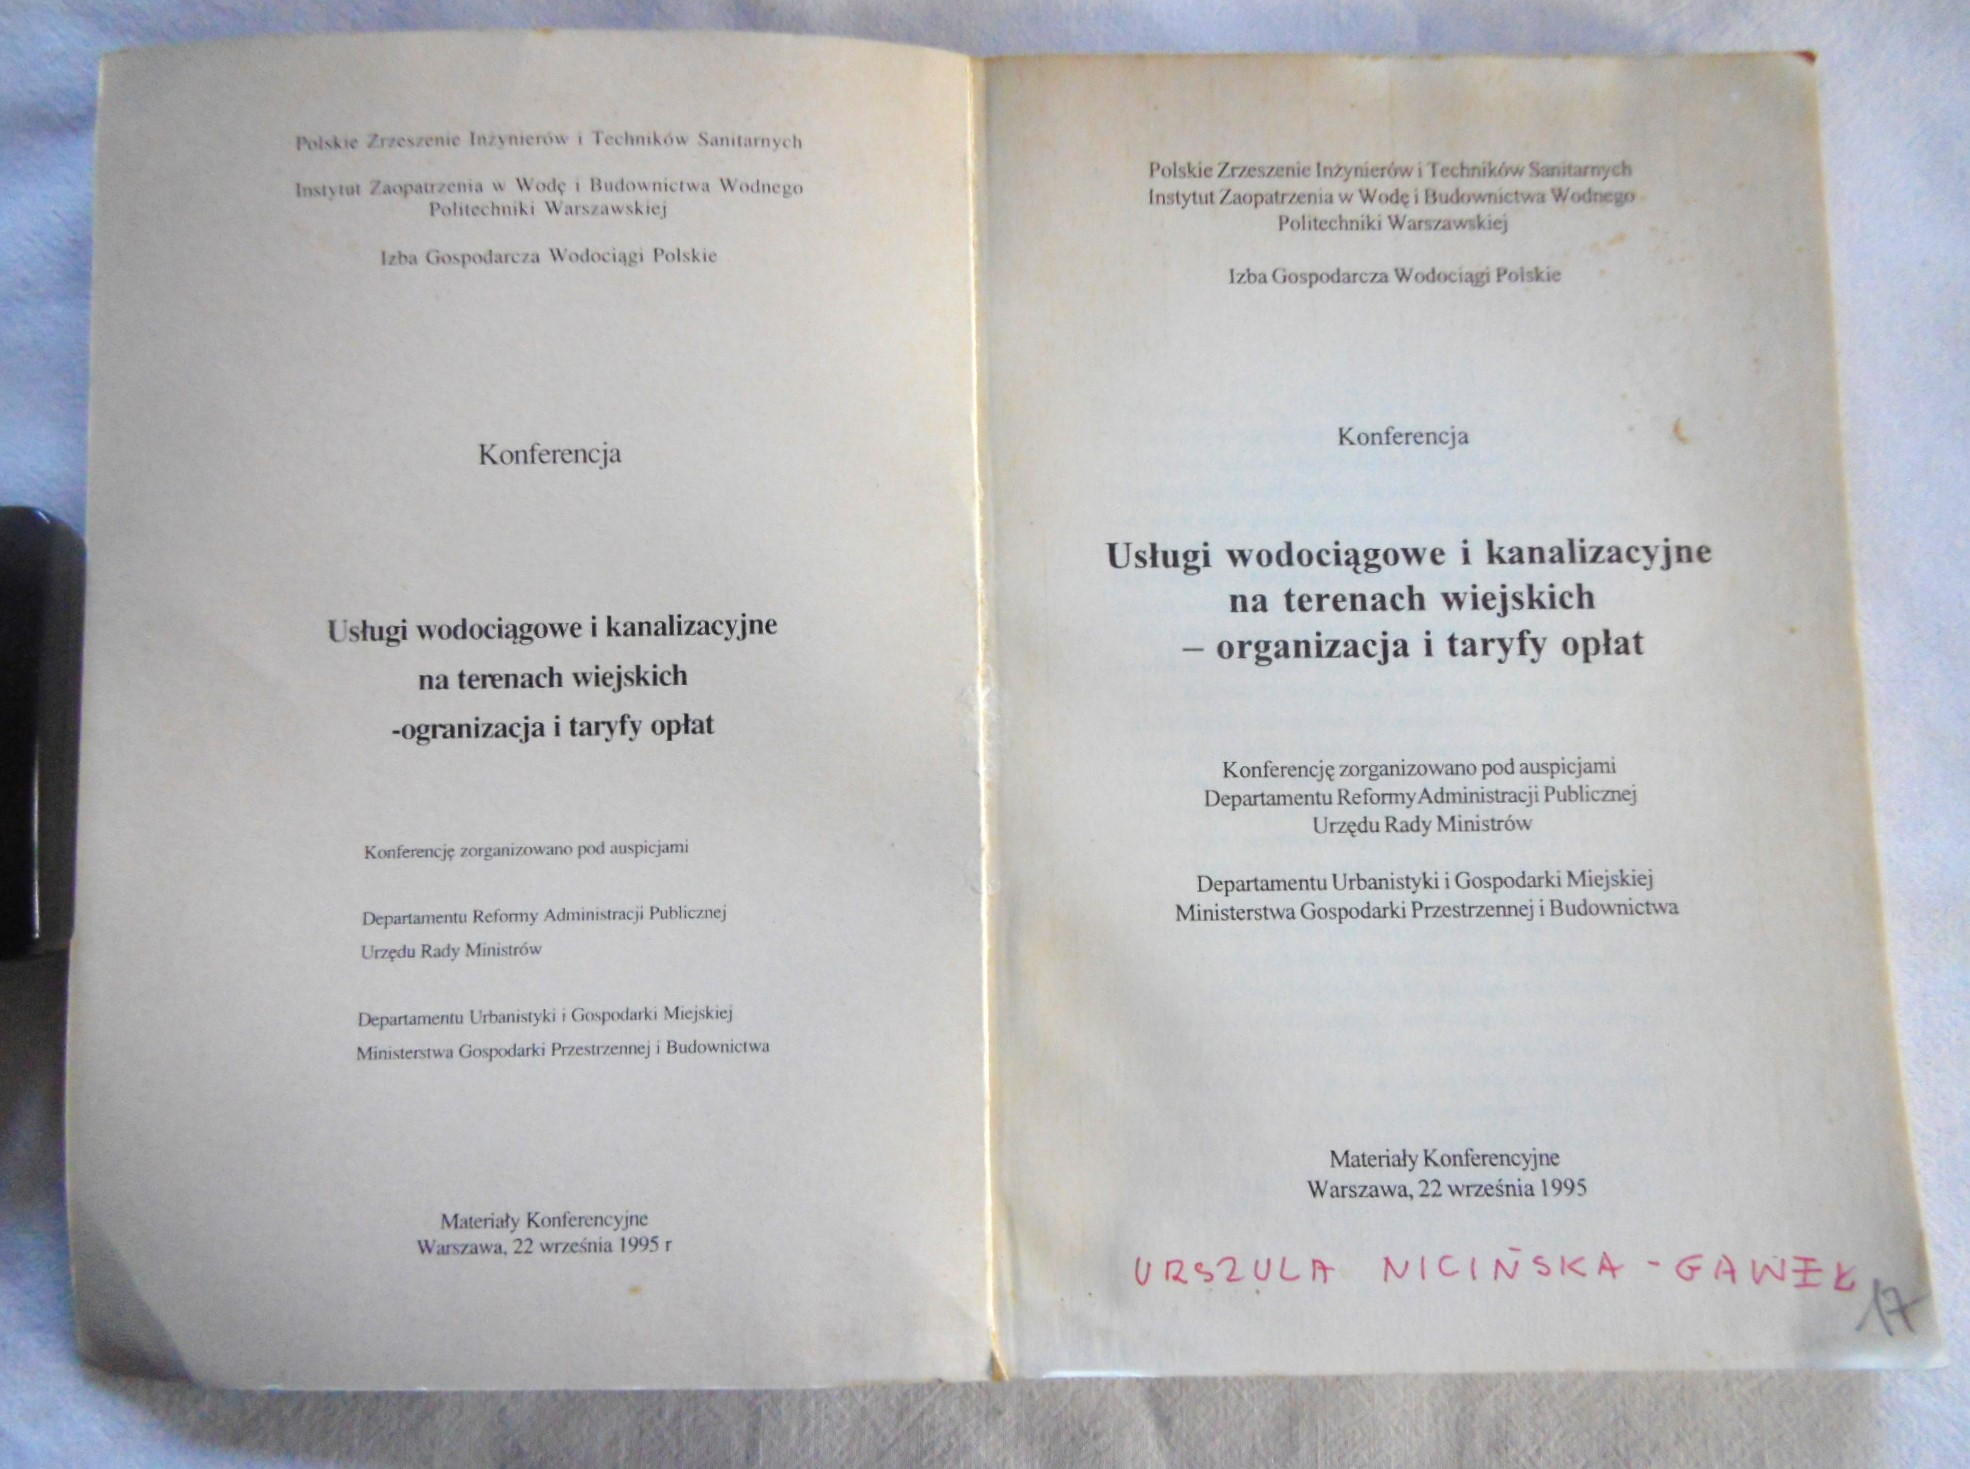 Polskie Zrzeszenie Inżynierów i Techników Sanitarnych
Instytut Zaopatrzenia w Wodę i Budownictwa Wodnego
Politechniki Warszawskiej
Izba Gospodarcza Wodociągi Polskie
Konferencja
Usługi wodociągowe i kanalizacyjne
na terenach wiejskich
-ogranizacja i taryfy opłat
Konferencję zorganizowano pod auspicjami
Departamentu Reformy Administracji Publicznej
Urzędu Rady Ministrów
Departamentu Urbanistyki i Gospodarki Miejskiej
Ministerstwa Gospodarki Przestrzennej i Budownictwa
Materiały Konferencyjne
Warszawa, 22 września 1995 r
Polskie Zrzeszenie Inżynierów i Techników Sanitarnych
Instytut Zaopatrzenia w Wodę i Budownictwa Wodnego
Politechniki Warszawskiej
Izba Gospodarcza Wodociągi Polskie
Konferencja
Usługi wodociągowe i kanalizacyjne
na terenach wiejskich
– organizacja i taryfy opłat
Konferencję zorganizowano pod auspicjami
Departamentu Reformy Administracji Publicznej
Urzędu Rady Ministrów
Departamentu Urbanistyki i Gospodarki Miejskiej
Ministerstwa Gospodarki Przestrzennej i Budownictwa
Materiały Konferencyjne
Warszawa, 22 września 1995
URSZULA NICIŃSKA-GAWEŁ
17